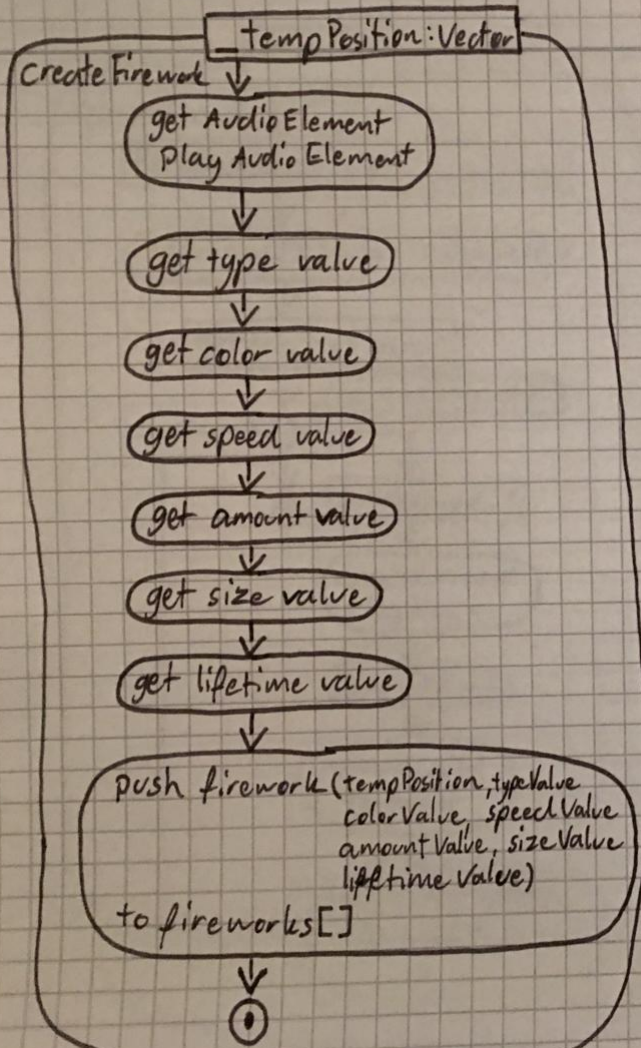 _tempPosition:Vector
createFirework
get AudioElement
play Audio Element
get type value
get color value
get speed value
get amount value
get size value
get lifetime value
push firework(tempPosition,typeValue
colorValue, speedValue
amountValue, sizeValue
lifetime Value)
to fireworks[]